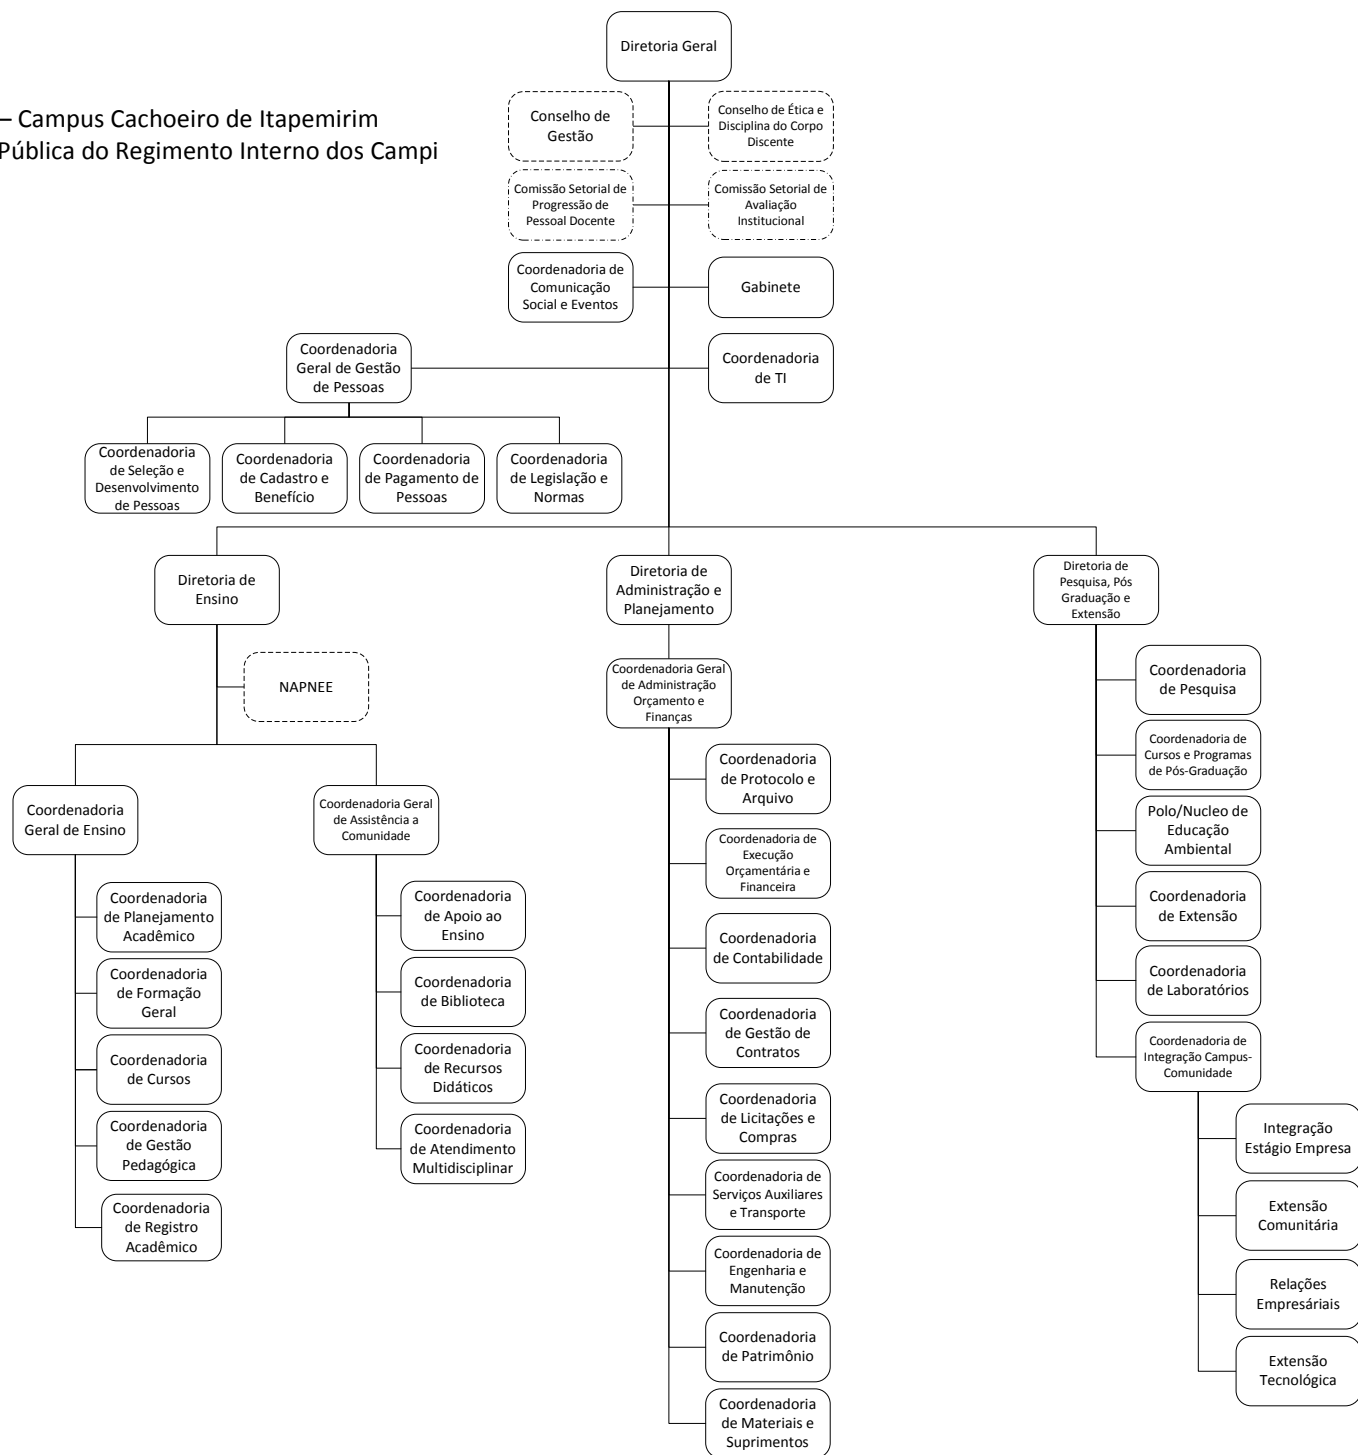 Diretoria Geral
– Campus Cachoeiro de Itapemirim
Pública do Regimento Interno dos Campi
Conselho de
Gestão
Conselho de Ética e
Disciplina do Corpo
Discente
Comissão Setorial de
Progressão de
Pessoal Docente
Comissão Setorial de
Avaliação
Institucional
Coordenadoria de
Comunicação
Social e Eventos
Gabinete
Coordenadoria
Geral de Gestão
de Pessoas
Coordenadoria
de TI
Coordenadoria
de Seleção e
Desenvolvimento
de Pessoas
Coordenadoria
de Cadastro e
Benefício
Coordenadoria
de Pagamento de
Pessoas
Coordenadoria
de Legislação e
Normas
Diretoria de
Ensino
Diretoria de
Administração e
Planejamento
Diretoria de
Pesquisa, Pós
Graduação e
Extensão
NAPNEE
Coordenadoria
Geral de Ensino
Coordenadoria Geral
de Assistência a
Comunidade
Coordenadoria
de Planejamento
Acadêmico
Coordenadoria
de Formação
Geral
Coordenadoria
de Cursos
Coordenadoria
de Gestão
Pedagógica
Coordenadoria
de Registro
Acadêmico
Coordenadoria
de Apoio ao
Ensino
Coordenadoria
de Biblioteca
Coordenadoria
de Recursos
Didáticos
Coordenadoria
de Atendimento
Multidisciplinar
Coordenadoria Geral
de Administração
Orçamento e
Finanças
Coordenadoria
de Protocolo e
Arquivo
Coordenadoria de
Execução
Orçamentária e
Financeira
Coordenadoria
de Contabilidade
Coordenadoria
de Gestão de
Contratos
Coordenadoria
de Licitações e
Compras
Coordenadoria de
Serviços Auxiliares
e Transporte
Coordenadoria de
Engenharia e
Manutenção
Coordenadoria
de Patrimônio
Coordenadoria
de Materiais e
Suprimentos
Coordenadoria
de Pesquisa
Coordenadoria de
Cursos e Programas
de Pós-Graduação
Polo/Nucleo de
Educação
Ambiental
Coordenadoria
de Extensão
Coordenadoria
de Laboratórios
Coordenadoria de
Integração Campus-
Comunidade
Integração
Estágio Empresa
Extensão
Comunitária
Relações
Empresáriais
Extensão
Tecnológica